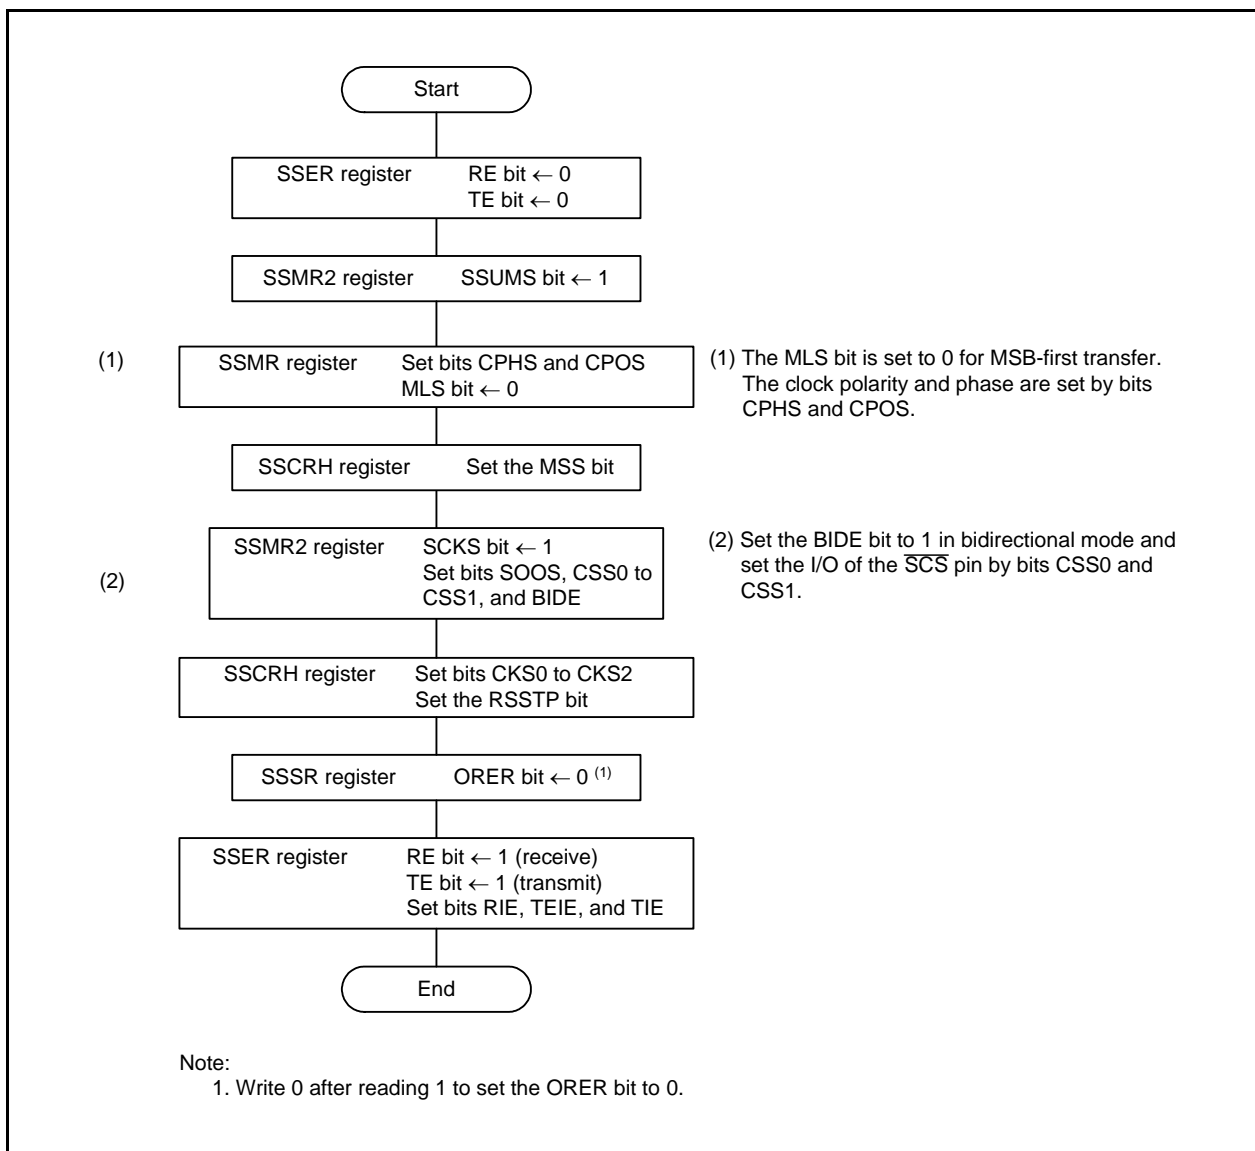 Start
SSER register RE bit ← 0
TE bit ← 0
SSMR2 register SSUMS bit ← 1
(1) SSMR register Set bits CPHS and CPOS
MLS bit ← 0
(1) The MLS bit is set to 0 for MSB-first transfer.
The clock polarity and phase are set by bits
CPHS and CPOS.
SSCRH register Set the MSS bit
(2) SSMR2 register SCKS bit ← 1
Set bits SOOS, CSS0 to
CSS1, and BIDE
(2) Set the BIDE bit to 1 in bidirectional mode and
set the I/O of the S̅C̅S̅ pin by bits CSS0 and
CSS1.
SSCRH register Set bits CKS0 to CKS2
Set the RSSTP bit
SSSR register ORER bit ← 0 (1)
SSER register RE bit ← 1 (receive)
TE bit ← 1 (transmit)
Set bits RIE, TEIE, and TIE
End
Note:
1. Write 0 after reading 1 to set the ORER bit to 0.